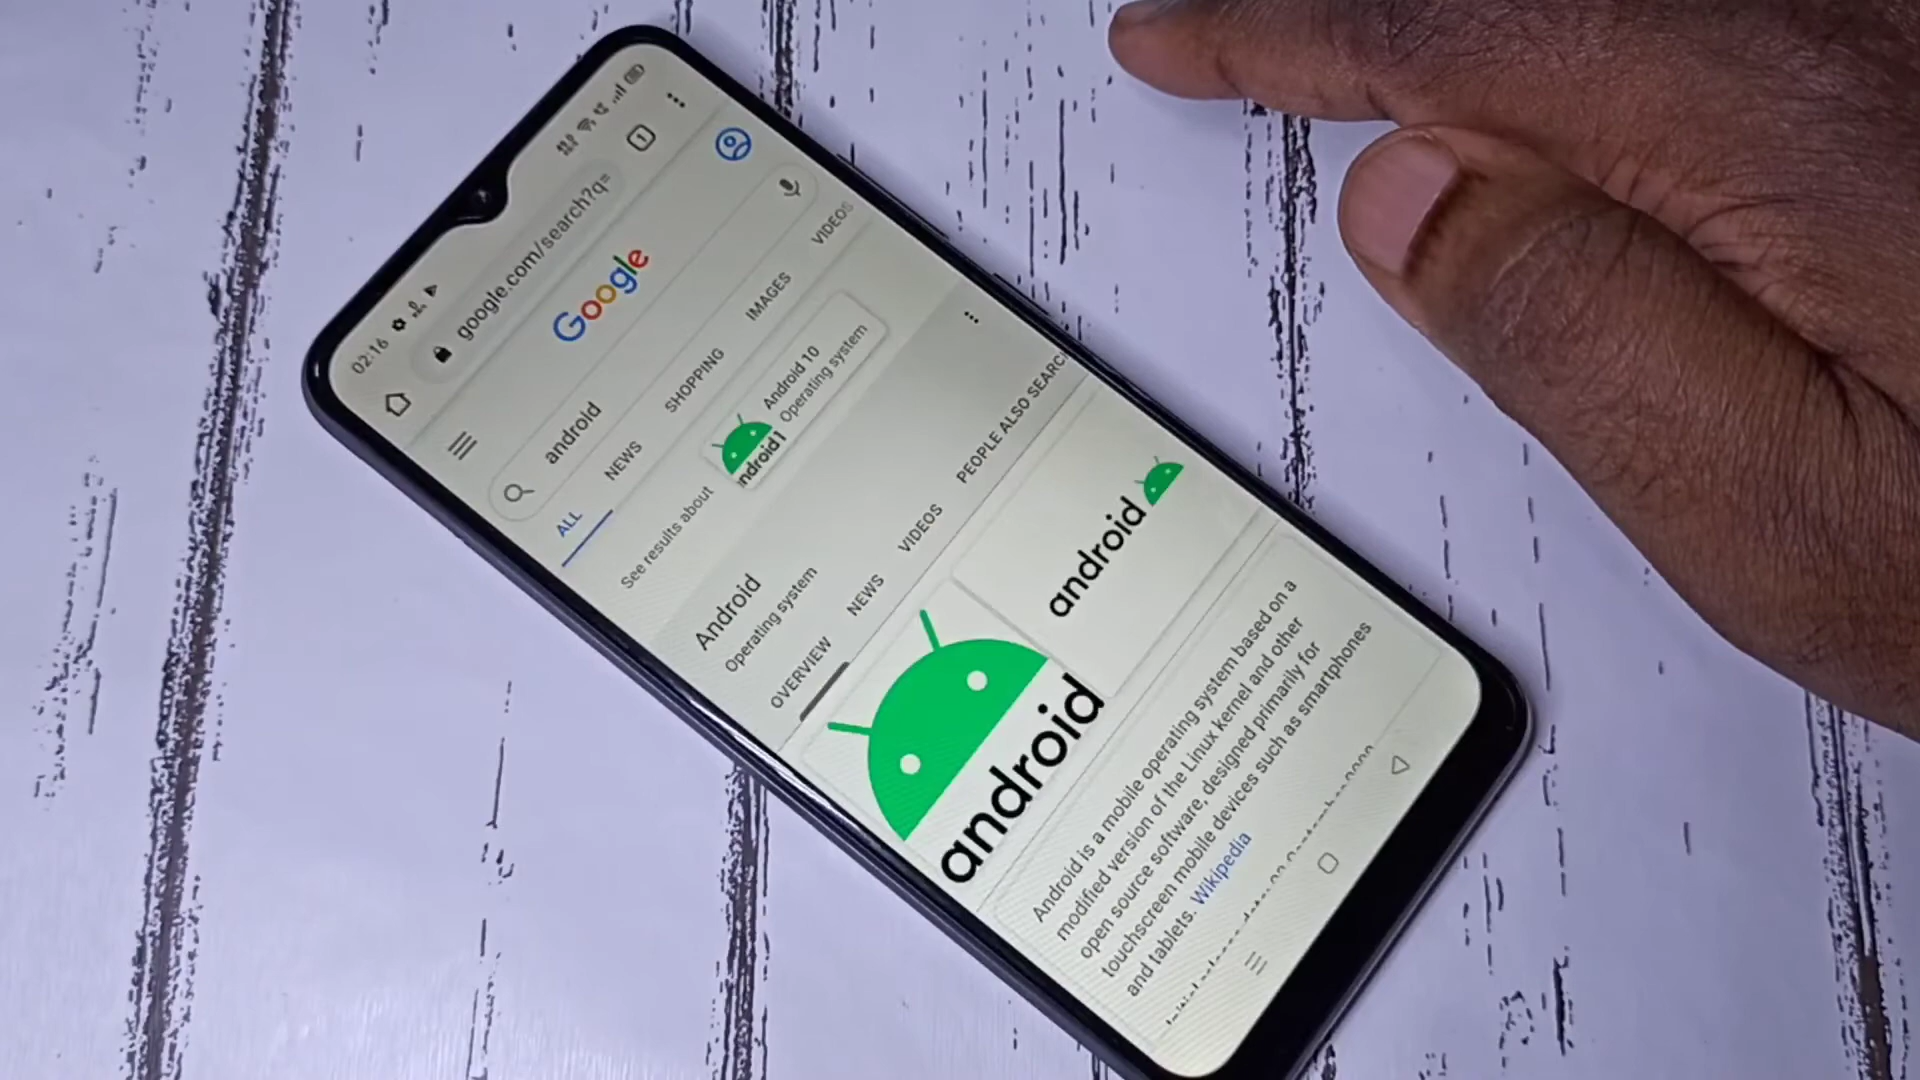 02:16
google.com/search?q=
1
Google
android
ALL
NEWS
SHOPPING
IMAGES
VIDEOS
See results about
ndroid1
Android 10
Operating system
Android
Operating system
OVERVIEW
NEWS
VIDEOS
PEOPLE ALSO SEARC
android
android
Android is a mobile operating system based on a
modified version of the Linux kernel and other
open source software, designed primarily for
touchscreen mobile devices such as smartphones
and tablets. Wikipedia